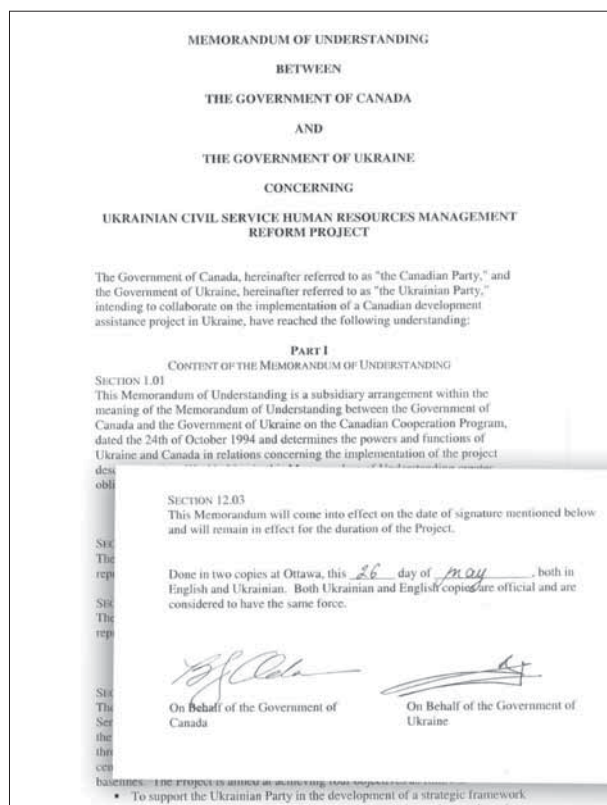 MEMORANDUM OF UNDERSTANDING
BETWEEN
THE GOVERNMENT OF CANADA
AND
THE GOVERNMENT OF UKRAINE
CONCERNING
UKRAINIAN CIVIL SERVICE HUMAN RESOURCES MANAGEMENT
REFORM PROJECT
The Government of Canada, hereinafter referred to as "the Canadian Party," and
the Government of Ukraine, hereinafter referred to as "the Ukrainian Party,"
intending to collaborate on the implementation of a Canadian development
assistance project in Ukraine, have reached the following understanding:
PART I
CONTENT OF THE MEMORANDUM OF UNDERSTANDING
SECTION 1.01
This Memorandum of Understanding is a subsidiary arrangement within the
meaning of the Memorandum of Understanding between the Government of
Canada and the Government of Ukraine on the Canadian Cooperation Program,
dated the 24th of October 1994 and determines the powers and functions of
Ukraine and Canada in relations concerning the implementation of the project
SECTION 12.03
This Memorandum will come into effect on the date of signature mentioned below
and will remain in effect for the duration of the Project.
Done in two copies at Ottawa, this 26 day of may, both in
English and Ukrainian. Both Ukrainian and English copies are official and are
considered to have the same force.
On Behalf of the Government of
Canada
On Behalf of the Government of
Ukraine
baselines. The Project is aimed at achieving four objectives as
• To support the Ukrainian Party in the development of a strategic framework